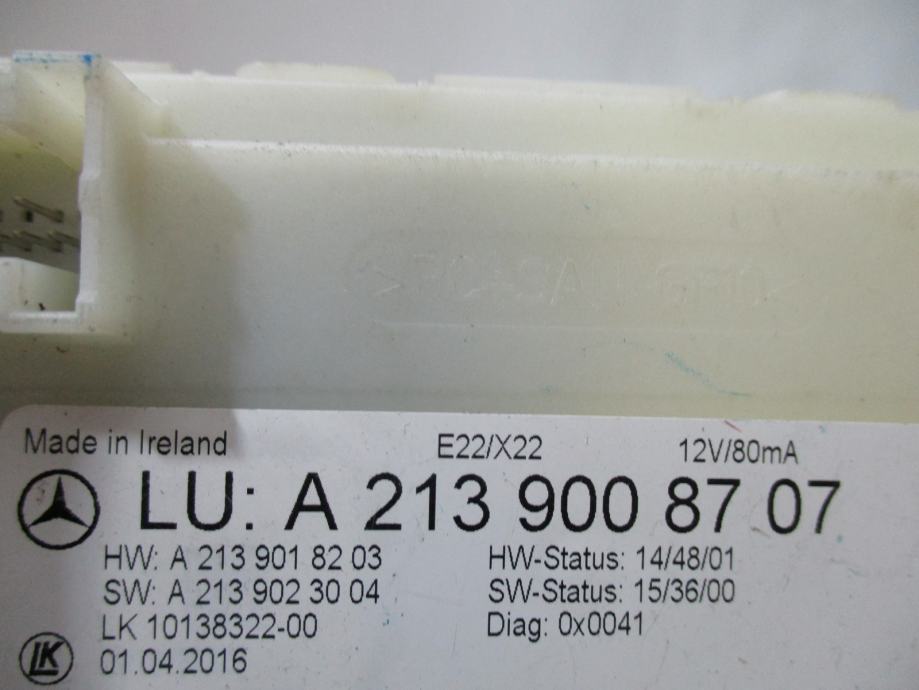 Made in Ireland E22/X22 12V/80mA
LU: A 213 900 87 07
HW: A 213 901 82 03 HW-Status: 14/48/01
SW: A 213 902 30 04 SW-Status: 15/36/00
LK 10138322-00 Diag: 0x0041
LK 01.04.2016